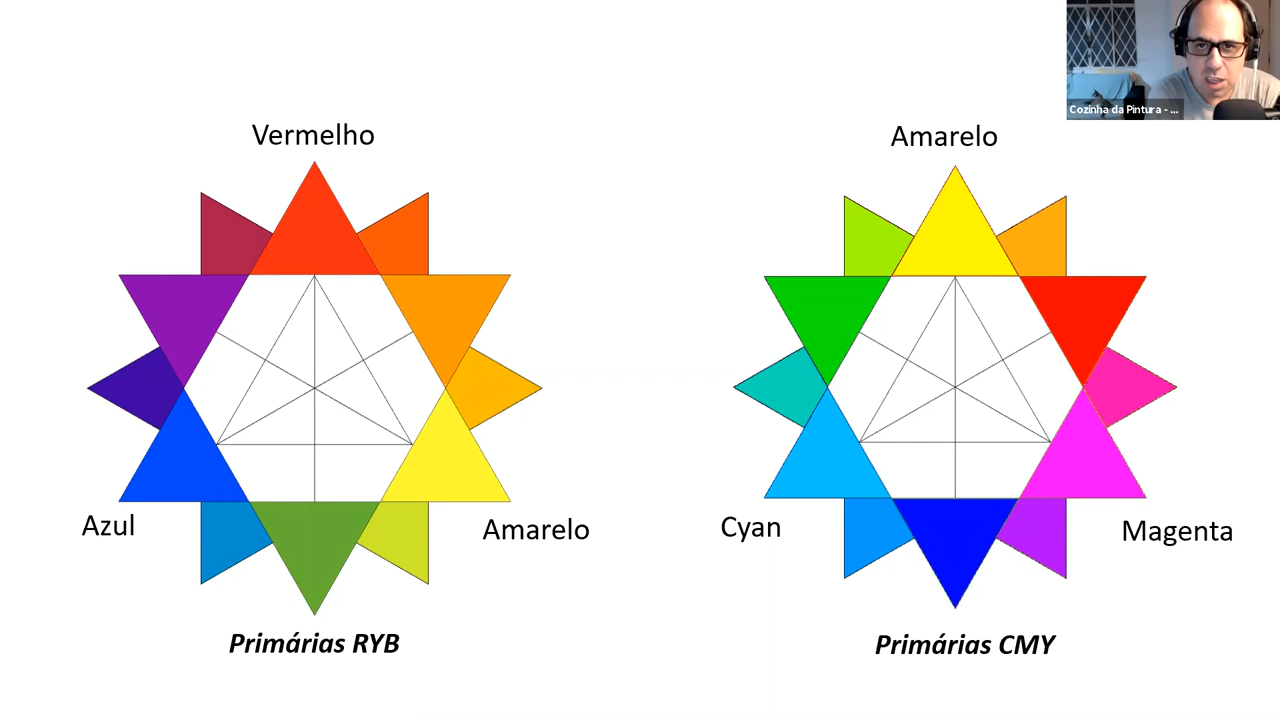 Cozinha da Pintura - ...
Vermelho
Amarelo
Azul
Amarelo
Cyan
Magenta
Primárias RYB
Primárias CMY